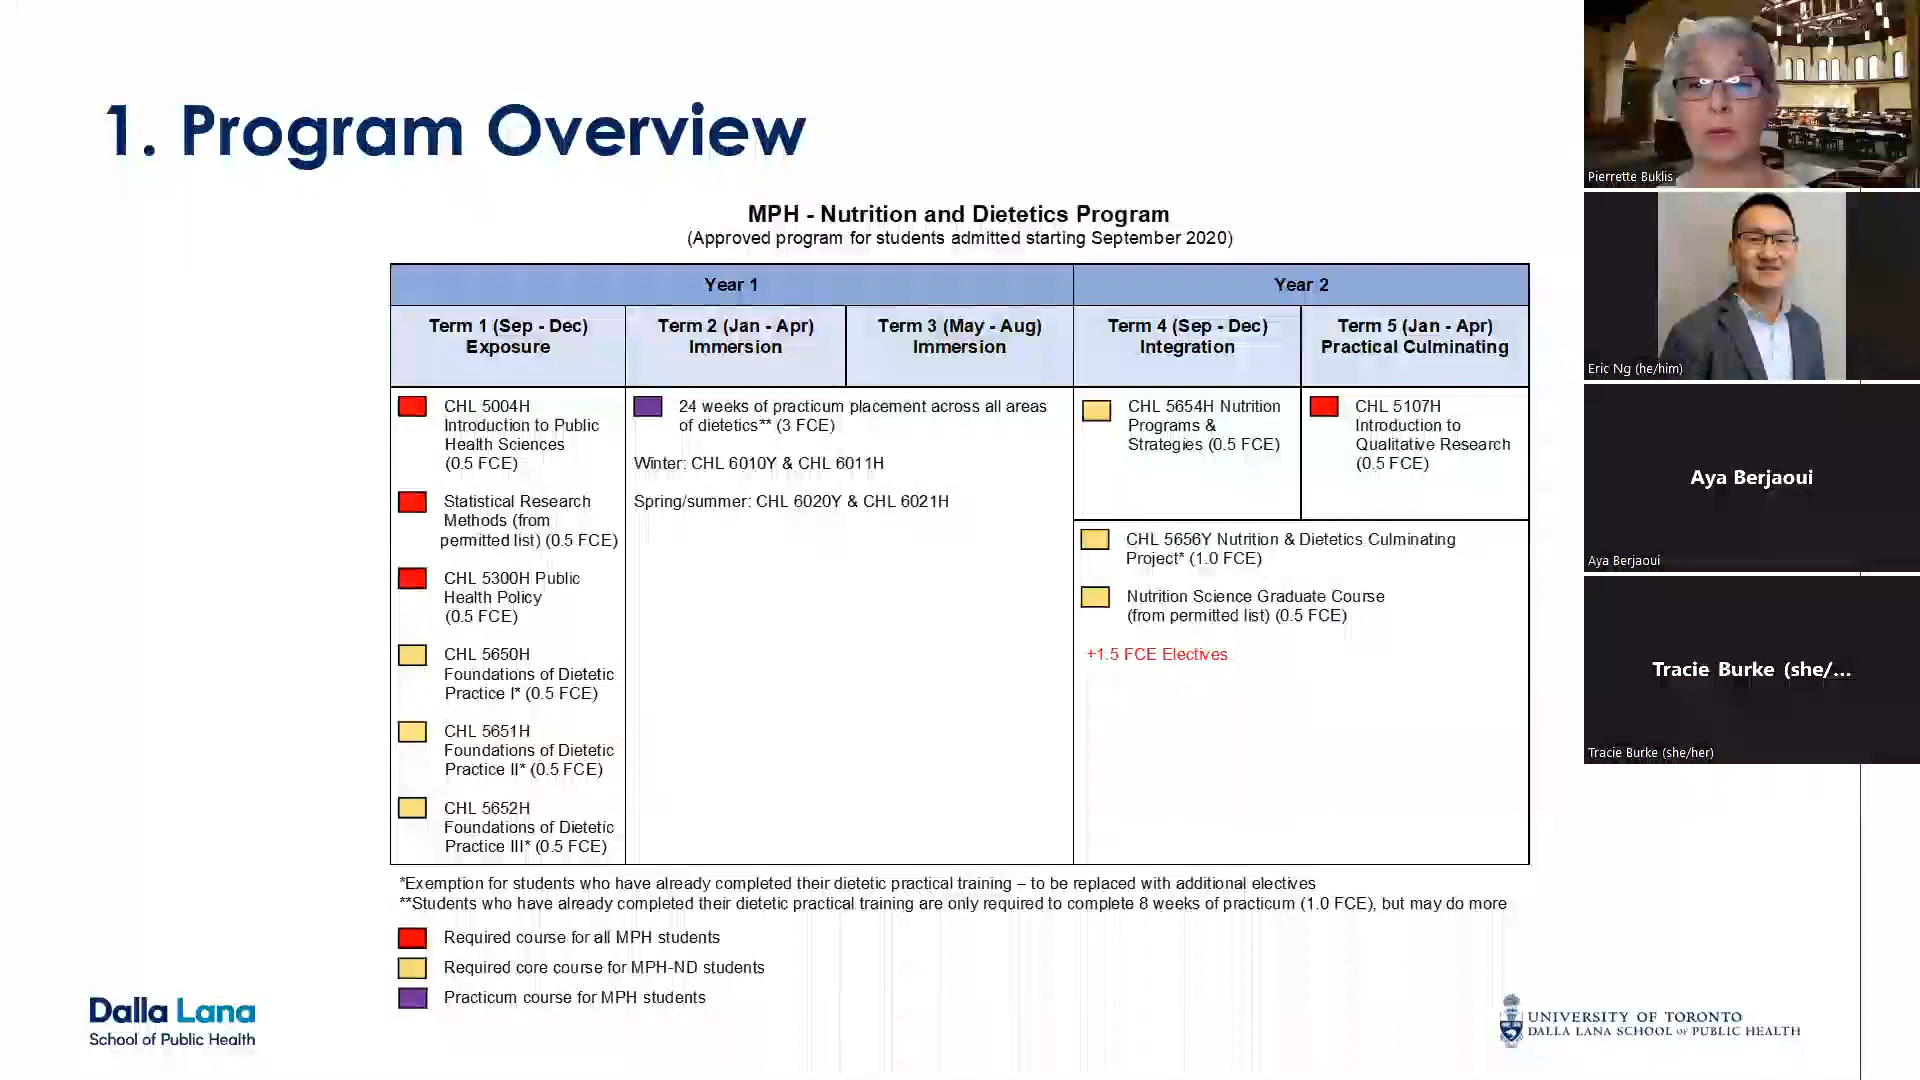 1. Program Overview
MPH - Nutrition and Dietetics Program
(Approved program for students admitted starting September 2020)
Year 1
Year 2
Term 1 (Sep - Dec)
Exposure
Term 2 (Jan - Apr)
Immersion
Term 3 (May - Aug)
Immersion
Term 4 (Sep - Dec)
Integration
Term 5 (Jan - Apr)
Practical Culminating
CHL 5004H
Introduction to Public
Health Sciences
(0.5 FCE)
Statistical Research
Methods (from
permitted list) (0.5 FCE)
CHL 5300H Public
Health Policy
(0.5 FCE)
CHL 5650H
Foundations of Dietetic
Practice I* (0.5 FCE)
CHL 5651H
Foundations of Dietetic
Practice II* (0.5 FCE)
CHL 5652H
Foundations of Dietetic
Practice III* (0.5 FCE)
24 weeks of practicum placement across all areas
of dietetics** (3 FCE)
Winter: CHL 6010Y & CHL 6011H
Spring/summer: CHL 6020Y & CHL 6021H
CHL 5654H Nutrition
Programs &
Strategies (0.5 FCE)
CHL 5107H
Introduction to
Qualitative Research
(0.5 FCE)
CHL 5656Y Nutrition & Dietetics Culminating
Project* (1.0 FCE)
Nutrition Science Graduate Course
(from permitted list) (0.5 FCE)
+1.5 FCE Electives
*Exemption for students who have already completed their dietetic practical training – to be replaced with additional electives
**Students who have already completed their dietetic practical training are only required to complete 8 weeks of practicum (1.0 FCE), but may do more
Required course for all MPH students
Required core course for MPH-ND students
Practicum course for MPH students
Dalla Lana
School of Public Health
UNIVERSITY OF TORONTO
DALLA LANA SCHOOL OF PUBLIC HEALTH
Pierrette Buklis
Eric Ng (he/him)
Aya Berjaoui
Aya Berjaoui
Tracie Burke (she/...
Tracie Burke (she/her)